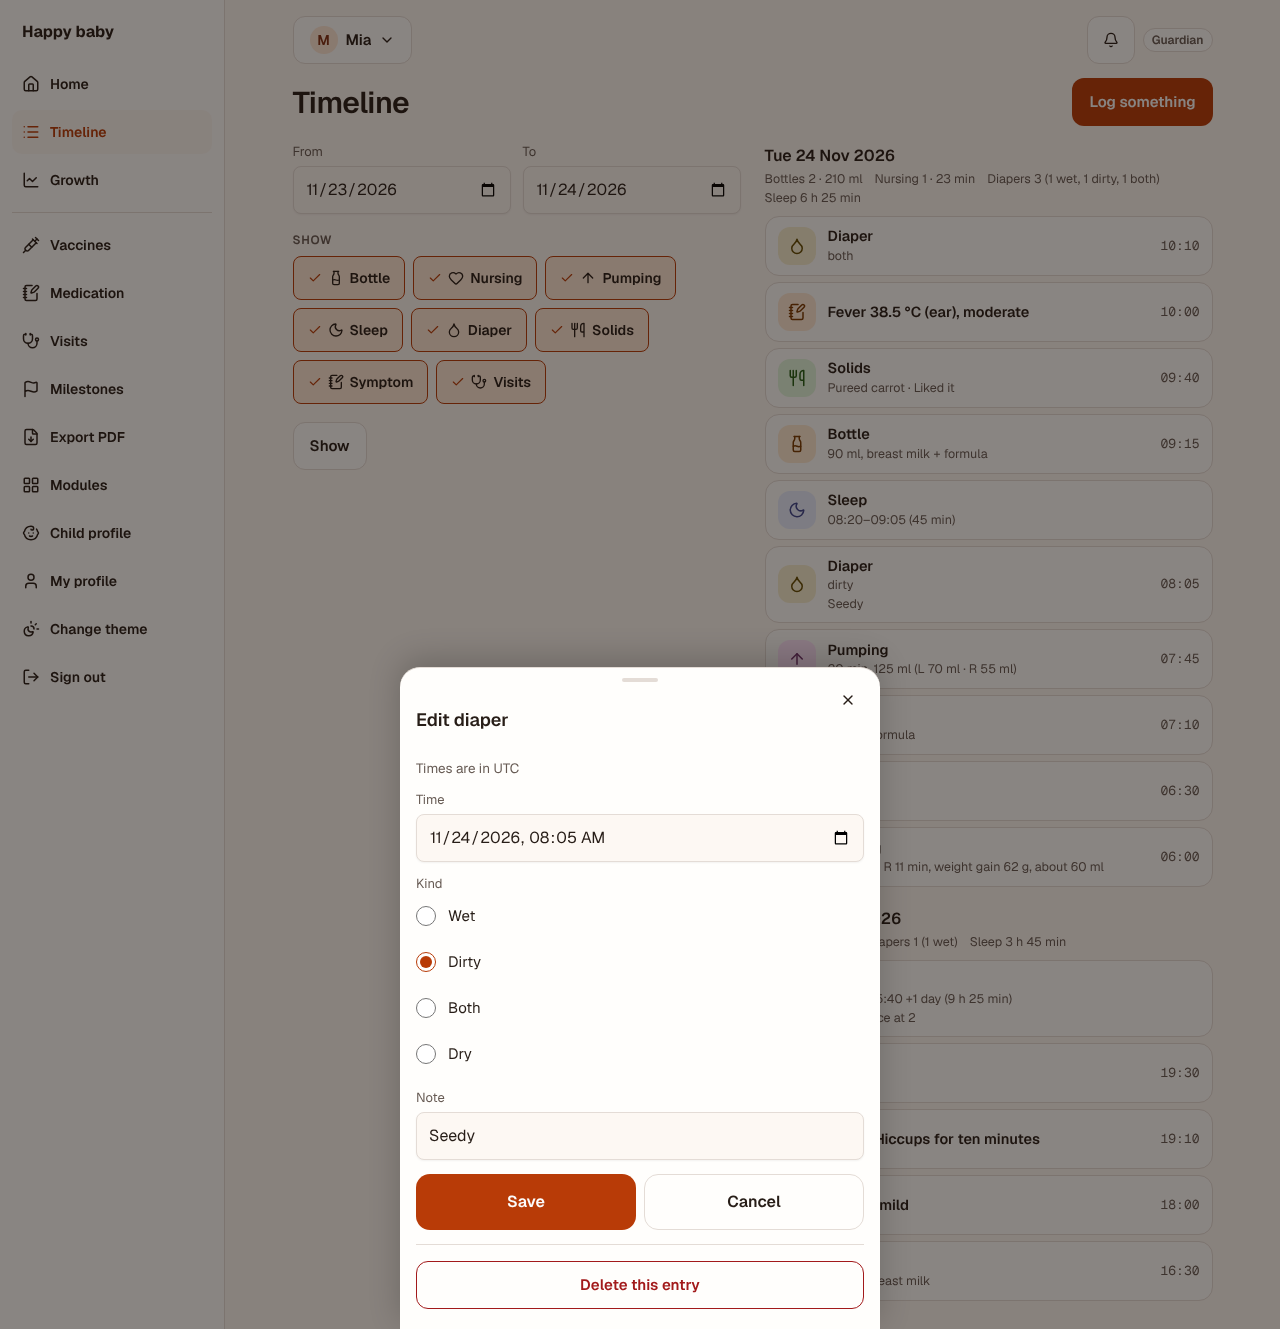 Happy baby
Home
Timeline
Growth
Vaccines
Medication
Visits
Milestones
Export PDF
Modules
Child profile
My profile
Change theme
Sign out
M Mia
Guardian
Timeline
Log something
From
To
11/23/2026
11/24/2026
SHOW
Bottle
Nursing
Pumping
Sleep
Diaper
Solids
Symptom
Visits
Show
Tue 24 Nov 2026
Bottles 2 · 210 ml Nursing 1 · 23 min Diapers 3 (1 wet, 1 dirty, 1 both)
Sleep 6 h 25 min
Diaper
both
10:10
Fever 38.5 °C (ear), moderate
10:00
Solids
Pureed carrot · Liked it
09:40
Bottle
90 ml, breast milk + formula
09:15
Sleep
08:20–09:05 (45 min)
Diaper
dirty
Seedy
08:05
Pumping
125 ml (L 70 ml · R 55 ml)
07:45
07:10
06:30
R 11 min, weight gain 62 g, about 60 ml
06:00
1 (1 wet) Sleep 3 h 45 min
+1 day (9 h 25 min)
at 2
19:30
Hiccups for ten minutes
19:10
mild
18:00
milk
16:30
Edit diaper
Times are in UTC
Time
11/24/2026, 08:05 AM
Kind
Wet
Dirty
Both
Dry
Note
Seedy
Save
Cancel
Delete this entry